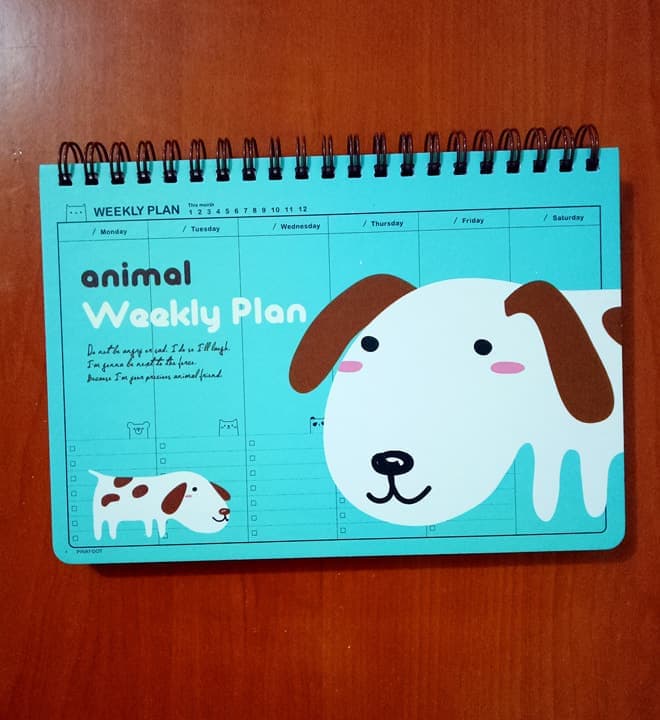 WEEKLY PLAN
This month
1 2 3 4 5 6 7 8 9 10 11 12
/ Monday / Tuesday / Wednesday / Thursday / Friday / Saturday
animal
Weekly Plan
Do not be angry or sad. I do so I'll laugh.
I'm gonna be next to the force.
Because I'm your precious animal friend.
PINKFOOT